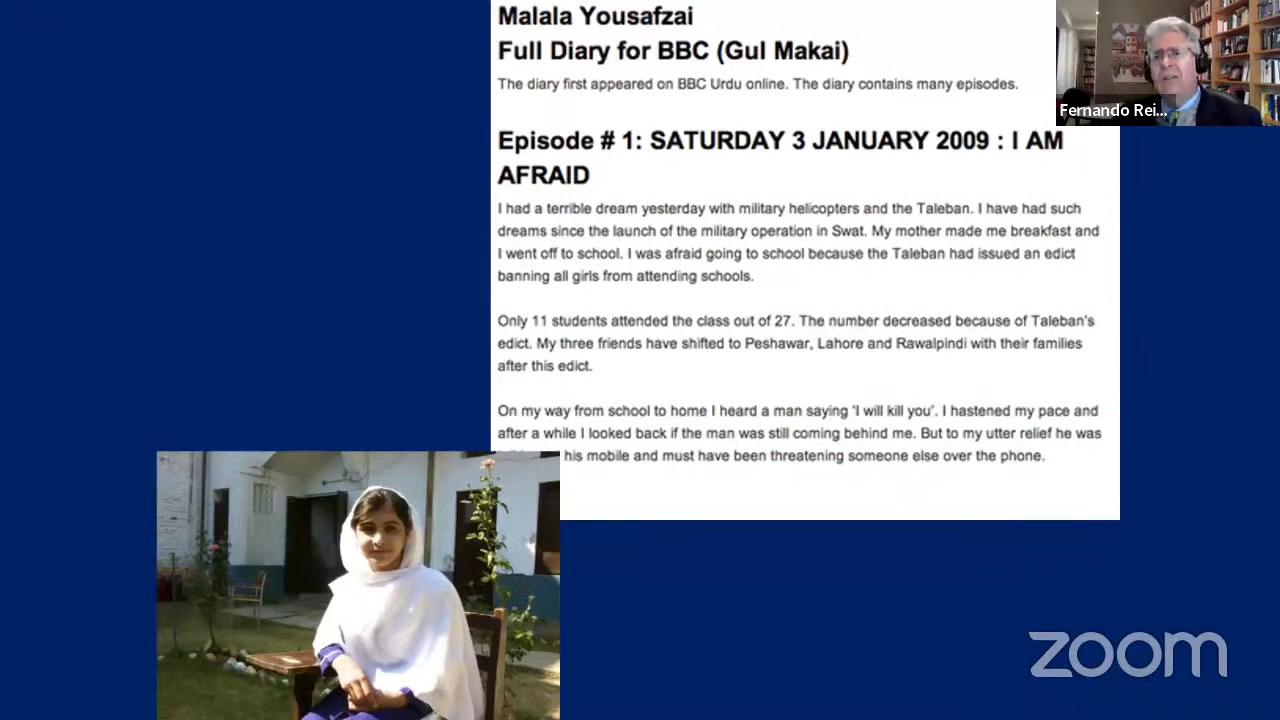 Malala Yousafzai
Full Diary for BBC (Gul Makai)
The diary first appeared on BBC Urdu online. The diary contains many episodes.
Fernando Rei...
Episode # 1: SATURDAY 3 JANUARY 2009 : I AM
AFRAID
I had a terrible dream yesterday with military helicopters and the Taleban. I have had such
dreams since the launch of the military operation in Swat. My mother made me breakfast and
I went off to school. I was afraid going to school because the Taleban had issued an edict
banning all girls from attending schools.
Only 11 students attended the class out of 27. The number decreased because of Taleban's
edict. My three friends have shifted to Peshawar, Lahore and Rawalpindi with their families
after this edict.
On my way from school to home I heard a man saying 'I will kill you'. I hastened my pace and
after a while I looked back if the man was still coming behind me. But to my utter relief he was
his mobile and must have been threatening someone else over the phone.
zoom